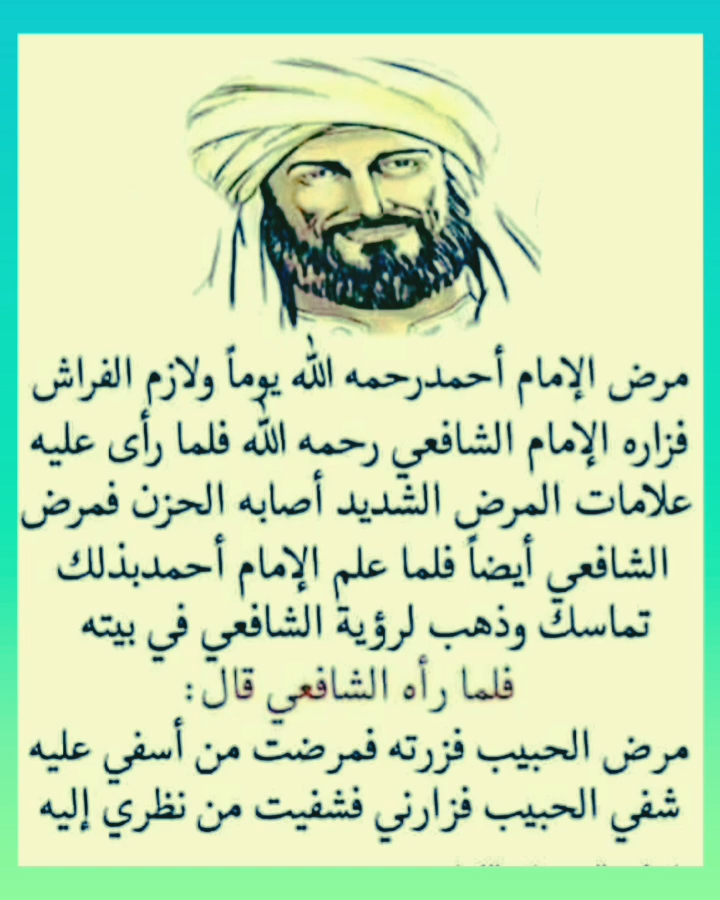 مرض الإمام أحمدرحمه الله يوماً ولازم الفراش
فزاره الإمام الشافعي رحمه الله فلما رأى عليه
علامات المرض الشديد أصابه الحزن فمرض
الشافعي أيضاً فلما علم الإمام أحمدبذلك
تماسك وذهب لرؤية الشافعي في بيته
فلما رأه الشافعي قال:
مرض الحبيب فزرته فمرضت من أسفي عليه
شفي الحبيب فزارني فشفيت من نظري إليه